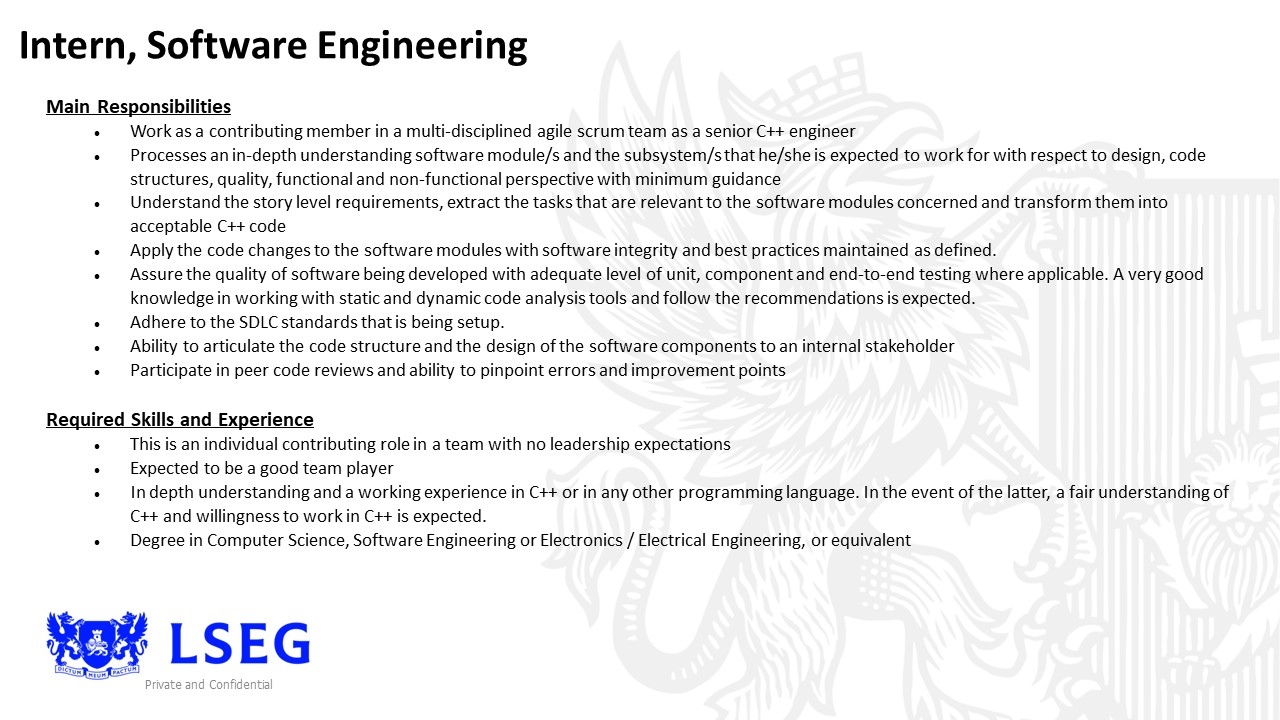 Intern, Software Engineering
Main Responsibilities
• Work as a contributing member in a multi-disciplined agile scrum team as a senior C++ engineer
• Processes an in-depth understanding software module/s and the subsystem/s that he/she is expected to work for with respect to design, code
structures, quality, functional and non-functional perspective with minimum guidance
• Understand the story level requirements, extract the tasks that are relevant to the software modules concerned and transform them into
acceptable C++ code
• Apply the code changes to the software modules with software integrity and best practices maintained as defined.
• Assure the quality of software being developed with adequate level of unit, component and end-to-end testing where applicable. A very good
knowledge in working with static and dynamic code analysis tools and follow the recommendations is expected.
• Adhere to the SDLC standards that is being setup.
• Ability to articulate the code structure and the design of the software components to an internal stakeholder
• Participate in peer code reviews and ability to pinpoint errors and improvement points
Required Skills and Experience
• This is an individual contributing role in a team with no leadership expectations
• Expected to be a good team player
• In depth understanding and a working experience in C++ or in any other programming language. In the event of the latter, a fair understanding of
C++ and willingness to work in C++ is expected.
• Degree in Computer Science, Software Engineering or Electronics / Electrical Engineering, or equivalent
LSEG
DICTUM MEUM PACTUM
Private and Confidential